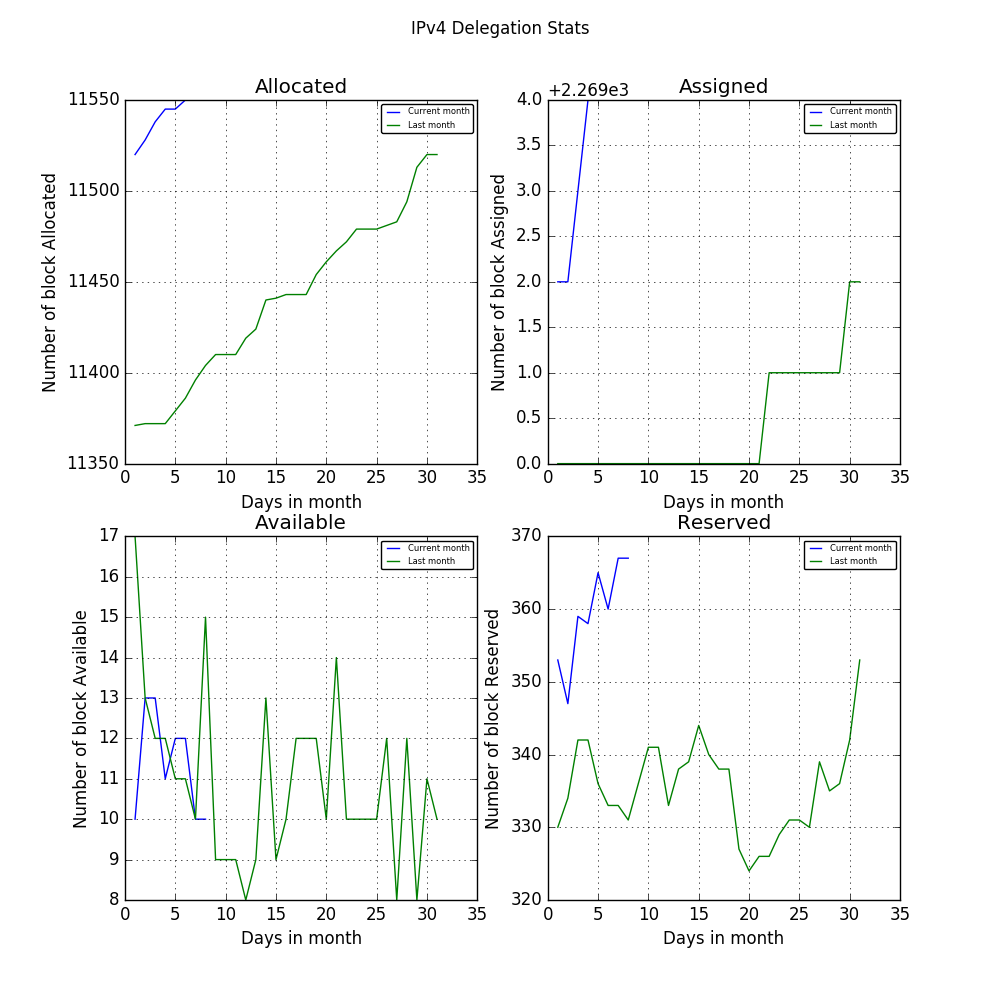 IPv4 Delegation Stats
Allocated
Number of block Allocated
11550
11500
11450
11400
11350
0 5 10 15 20 25 30 35
Days in month
Current month
Last month
Assigned
+2.269e3
Number of block Assigned
4.0
3.5
3.0
2.5
2.0
1.5
1.0
0.5
0.0
0 5 10 15 20 25 30 35
Days in month
Current month
Last month
Available
Number of block Available
17
16
15
14
13
12
11
10
9
8
0 5 10 15 20 25 30 35
Days in month
Current month
Last month
Reserved
Number of block Reserved
370
360
350
340
330
320
0 5 10 15 20 25 30 35
Days in month
Current month
Last month